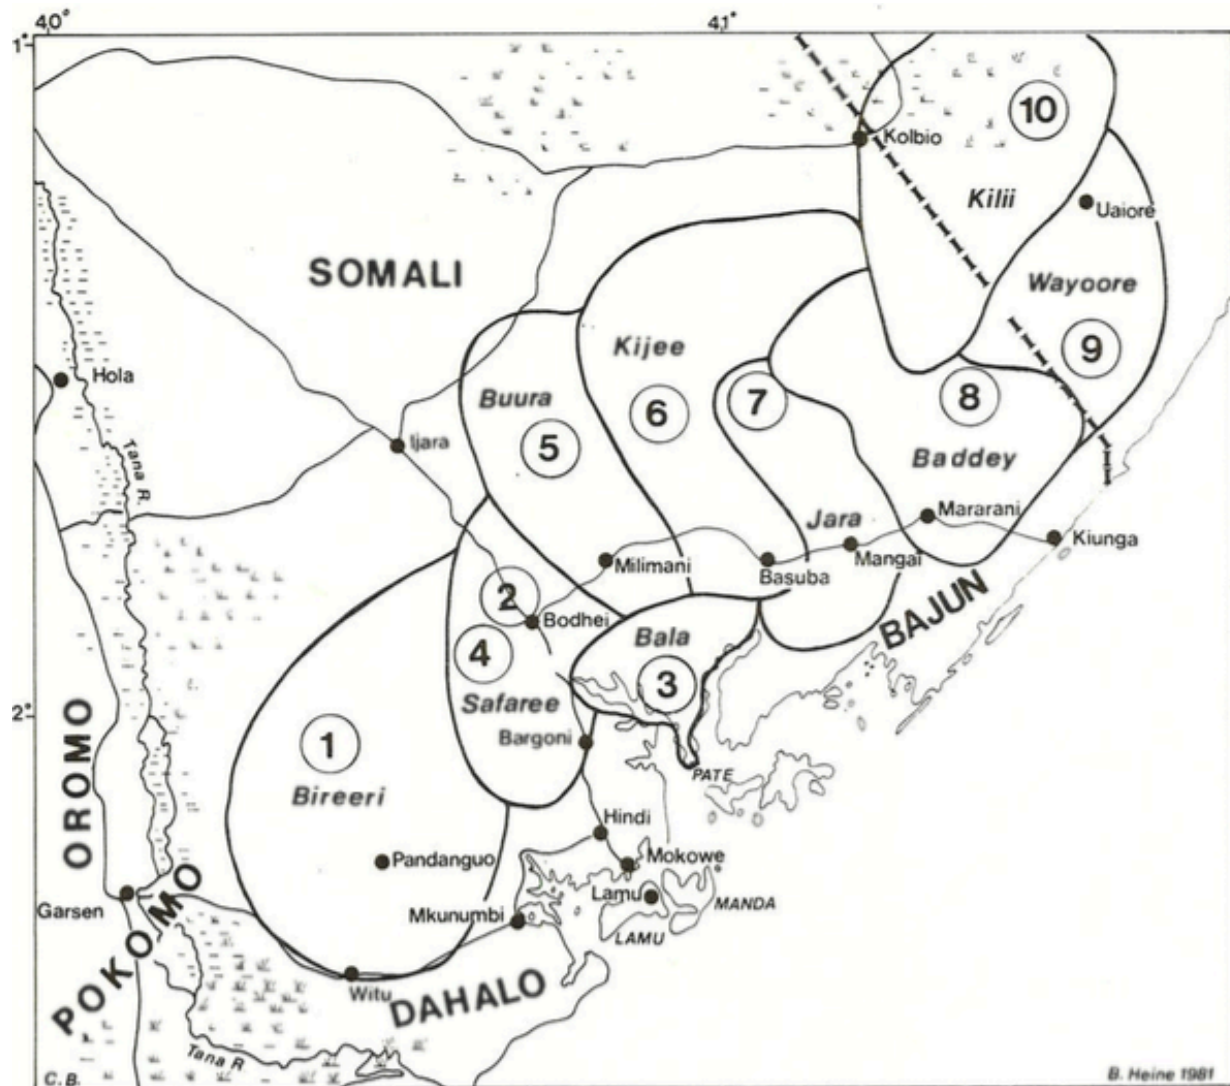 40°
41°
1°
10
Kolbio
Kilii
Uaiore
SOMALI
Wayoore
Kijee
9
Hola
Buura
6
7
8
5
Ijara
Baddey
Tana R.
Jara
Mararani
Mangai
Kiunga
Milimani
Basuba
2
Bodhei
BAJUN
4
Bala
3
Safaree
2°
Bargoni
1
PATE
Bireeri
OROMO
Hindi
Pandanguo
Mokowe
Lamu
MANDA
Garsen
Mkunumbi
LAMU
POKOMO
Witu
DAHALO
Tana R
C.B.
B. Heine 1981